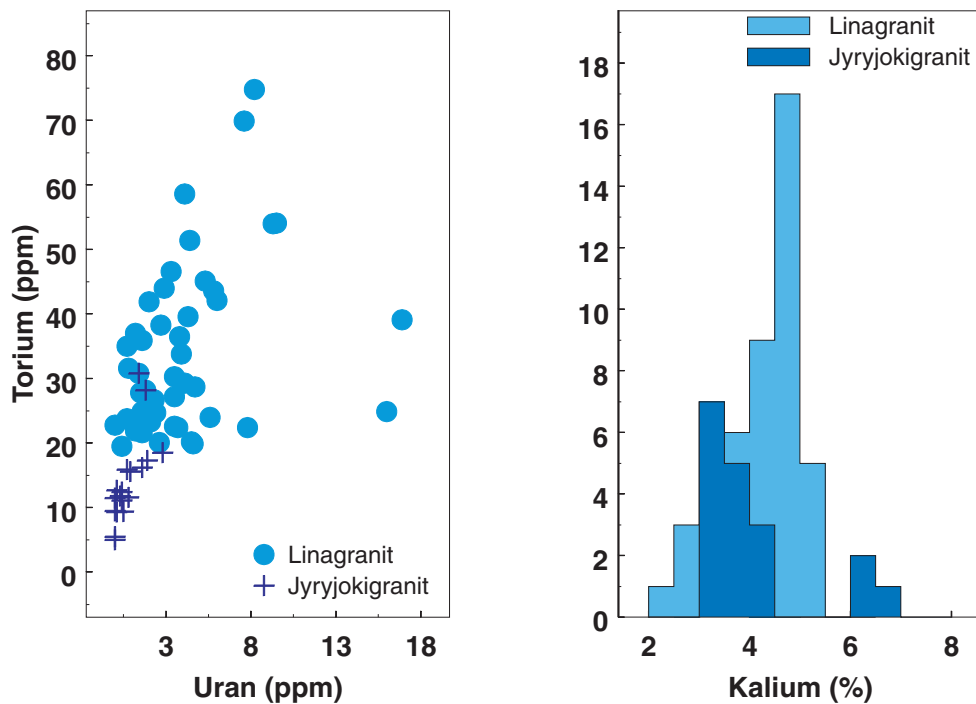 80
70
60
50
40
30
20
10
0
Torium (ppm)
Linagranit
Jyryjokigranit
3 8 13 18
Uran (ppm)
Linagranit
Jyryjokigranit
18
16
14
12
10
8
6
4
2
0
2 4 6 8
Kalium (%)